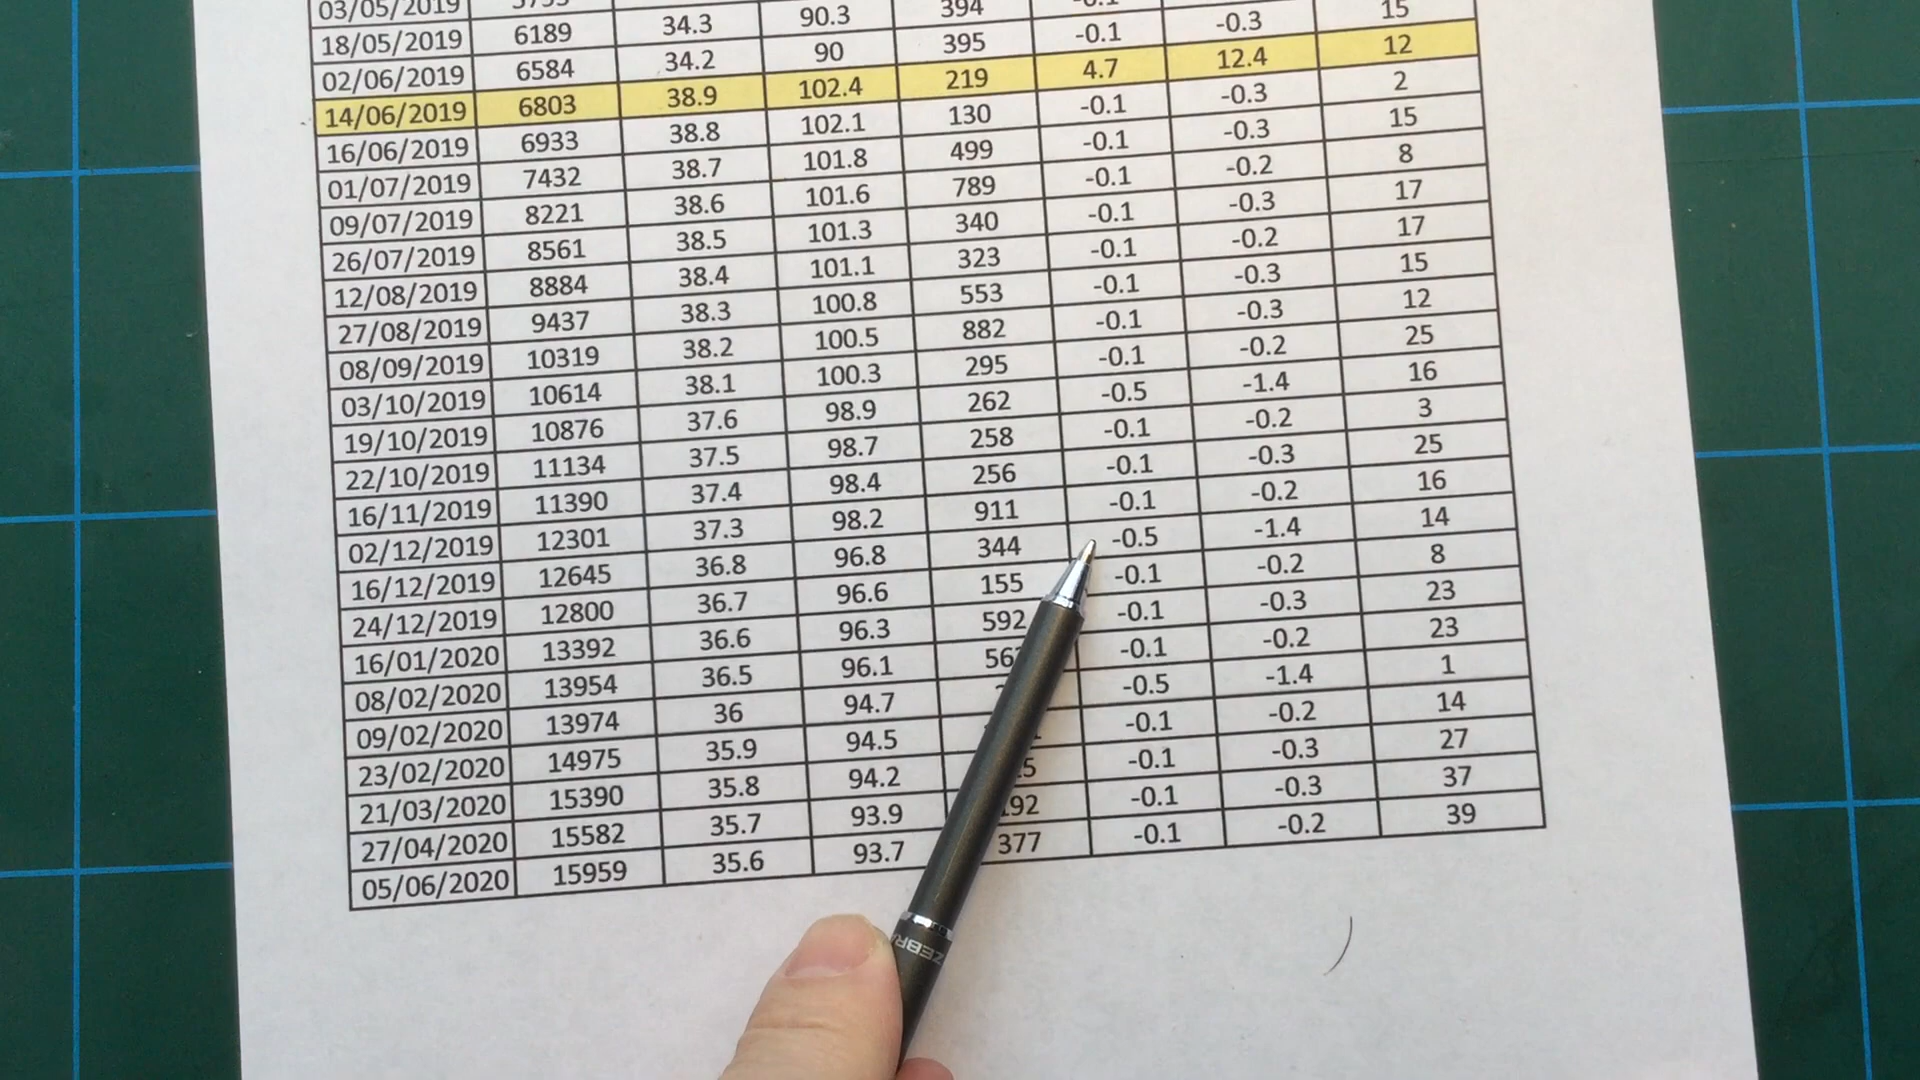 03/05/2019
18/05/2019 6189 34.3 90.3 394 -0.1
02/06/2019 6584 34.2 90 395 -0.1 -0.3 15
14/06/2019 6803 38.9 102.4 219 4.7 12.4 12
16/06/2019 6933 38.8 102.1 130 -0.1 -0.3 2
01/07/2019 7432 38.7 101.8 499 -0.1 -0.3 15
09/07/2019 8221 38.6 101.6 789 -0.1 -0.2 8
26/07/2019 8561 38.5 101.3 340 -0.1 -0.3 17
12/08/2019 8884 38.4 101.1 323 -0.1 -0.2 17
27/08/2019 9437 38.3 100.8 553 -0.1 -0.3 15
08/09/2019 10319 38.2 100.5 882 -0.1 -0.3 12
03/10/2019 10614 38.1 100.3 295 -0.1 -0.2 25
19/10/2019 10876 37.6 98.9 262 -0.5 -1.4 16
22/10/2019 11134 37.5 98.7 258 -0.1 -0.2 3
16/11/2019 11390 37.4 98.4 256 -0.1 -0.3 25
02/12/2019 12301 37.3 98.2 911 -0.1 -0.2 16
16/12/2019 12645 36.8 96.8 344 -0.5 -1.4 14
24/12/2019 12800 36.7 96.6 155 -0.1 -0.2 8
16/01/2020 13392 36.6 96.3 592 -0.1 -0.3 23
08/02/2020 13954 36.5 96.1 -0.1 -0.2 23
09/02/2020 13974 36 94.7 -0.5 -1.4 1
23/02/2020 14975 35.9 94.5 -0.1 -0.2 14
21/03/2020 15390 35.8 94.2 -0.1 -0.3 27
27/04/2020 15582 35.7 93.9 -0.1 -0.3 37
05/06/2020 15959 35.6 93.7 377 -0.1 -0.2 39
ZEBRA